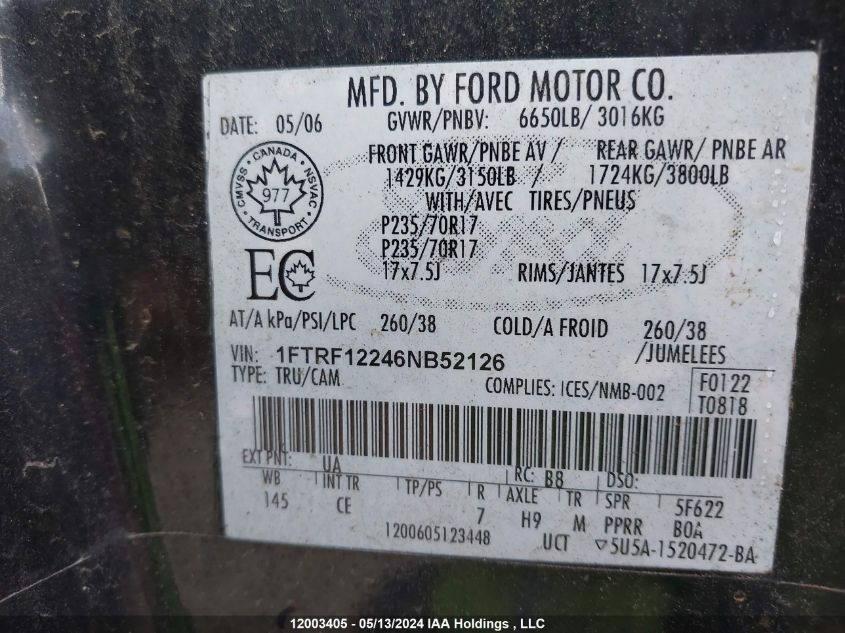 MFD. BY FORD MOTOR CO.
DATE: 05/06 GVWR/PNBV: 6650LB/ 3016KG
FRONT GAWR/PNBE AV / REAR GAWR/ PNBE AR
1429KG/3150LB / 1724KG/3800LB
WITH/AVEC TIRES/PNEUS
CANADA
CMVSS NSVAC
977
TRANSPORT
P235/70R17
P235/70R17
17x7.5J RIMS/JANTES 17x7.5J
EC
AT/A kPa/PSI/LPC 260/38 COLD/A FROID 260/38
VIN: 1FTRF12246NB52126 /JUMELEES
TYPE: TRU/CAM COMPLIES: ICES/NMB-002 F0122
T0818
EXT PNT: UA RC: B8 DSO:
WB INT TR TP/PS R AXLE TR SPR 5F622
145 CE 7 H9 M PPRR BOA
1200605123448 UCT ▽5U5A-1520472-BA
12003405 - 05/13/2024 IAA Holdings , LLC